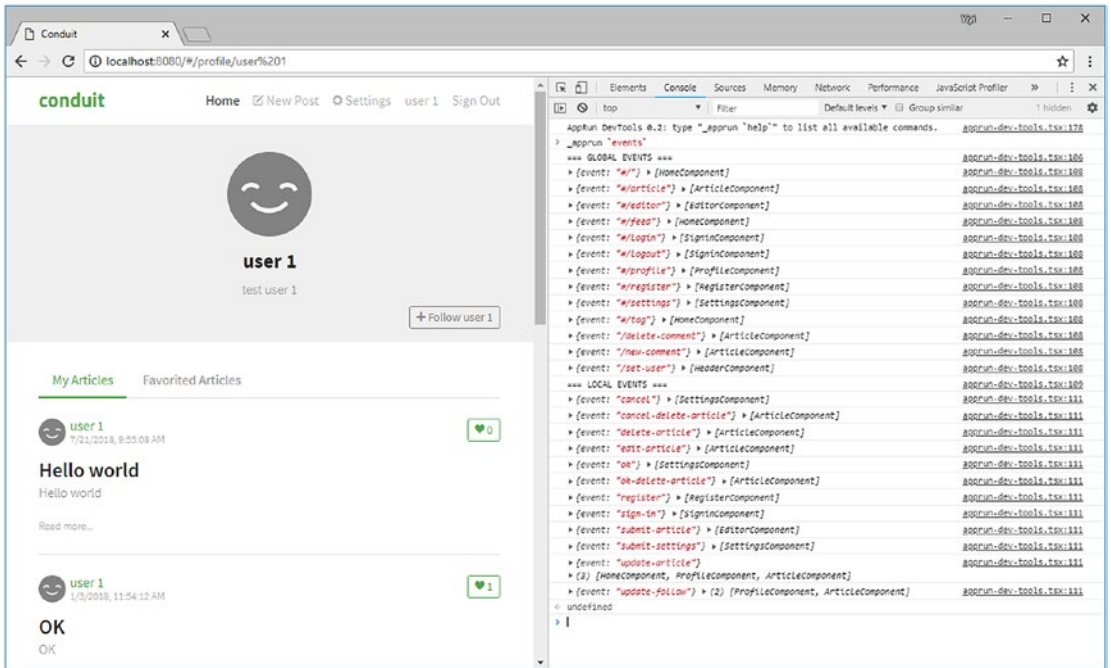 Conduit
localhost:8080/#/profile/user%201
conduit
Home New Post Settings user 1 Sign Out
user 1
test user 1
Follow user 1
My Articles Favorited Articles
user 1
7/21/2018, 9:55:08 AM
0
Hello world
Hello world
Read more...
user 1
1/3/2018, 11:54:12 AM
1
OK
OK
Elements Console Sources Memory Network Performance JavaScript Profiler
top Filter Default levels Group similar 1 hidden
AppRun DevTools 0.2: type "_apprun `help`" to list all available commands. apprun-dev-tools.tsx:178
> _apprun `events`
=== GLOBAL EVENTS === apprun-dev-tools.tsx:106
{event: "#/"} [HomeComponent] apprun-dev-tools.tsx:108
{event: "#/article"} [ArticleComponent] apprun-dev-tools.tsx:108
{event: "#/editor"} [EditorComponent] apprun-dev-tools.tsx:108
{event: "#/feed"} [HomeComponent] apprun-dev-tools.tsx:108
{event: "#/login"} [SigninComponent] apprun-dev-tools.tsx:108
{event: "#/logout"} [SigninComponent] apprun-dev-tools.tsx:108
{event: "#/profile"} [ProfileComponent] apprun-dev-tools.tsx:108
{event: "#/register"} [RegisterComponent] apprun-dev-tools.tsx:108
{event: "#/settings"} [SettingsComponent] apprun-dev-tools.tsx:108
{event: "#/tag"} [HomeComponent] apprun-dev-tools.tsx:108
{event: "/delete-comment"} [ArticleComponent] apprun-dev-tools.tsx:108
{event: "/new-comment"} [ArticleComponent] apprun-dev-tools.tsx:108
{event: "/set-user"} [HeaderComponent] apprun-dev-tools.tsx:108
=== LOCAL EVENTS === apprun-dev-tools.tsx:109
{event: "cancel"} [SettingsComponent] apprun-dev-tools.tsx:111
{event: "cancel-delete-article"} [ArticleComponent] apprun-dev-tools.tsx:111
{event: "delete-article"} [ArticleComponent] apprun-dev-tools.tsx:111
{event: "edit-article"} [ArticleComponent] apprun-dev-tools.tsx:111
{event: "ok"} [SettingsComponent] apprun-dev-tools.tsx:111
{event: "ok-delete-article"} [ArticleComponent] apprun-dev-tools.tsx:111
{event: "register"} [RegisterComponent] apprun-dev-tools.tsx:111
{event: "sign-in"} [SigninComponent] apprun-dev-tools.tsx:111
{event: "submit-article"} [EditorComponent] apprun-dev-tools.tsx:111
{event: "submit-settings"} [SettingsComponent] apprun-dev-tools.tsx:111
{event: "update-article"} apprun-dev-tools.tsx:111
(3) [HomeComponent, ProfileComponent, ArticleComponent]
{event: "update-follow"} (2) [ProfileComponent, ArticleComponent] apprun-dev-tools.tsx:111
undefined